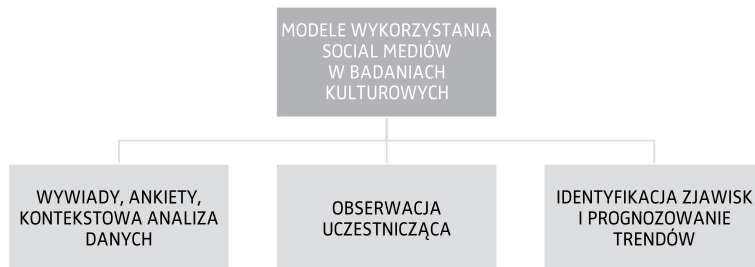 MODELE WYKORZYSTANIA
SOCIAL MEDIÓW
W BADANIACH
KULTUROWYCH
WYWIADY, ANKIETY,
KONTEKSTOWA ANALIZA
DANYCH
OBSERWACJA
UCZESTNICZĄCA
IDENTYFIKACJA ZJAWISK
I PROGNOZOWANIE
TRENDÓW